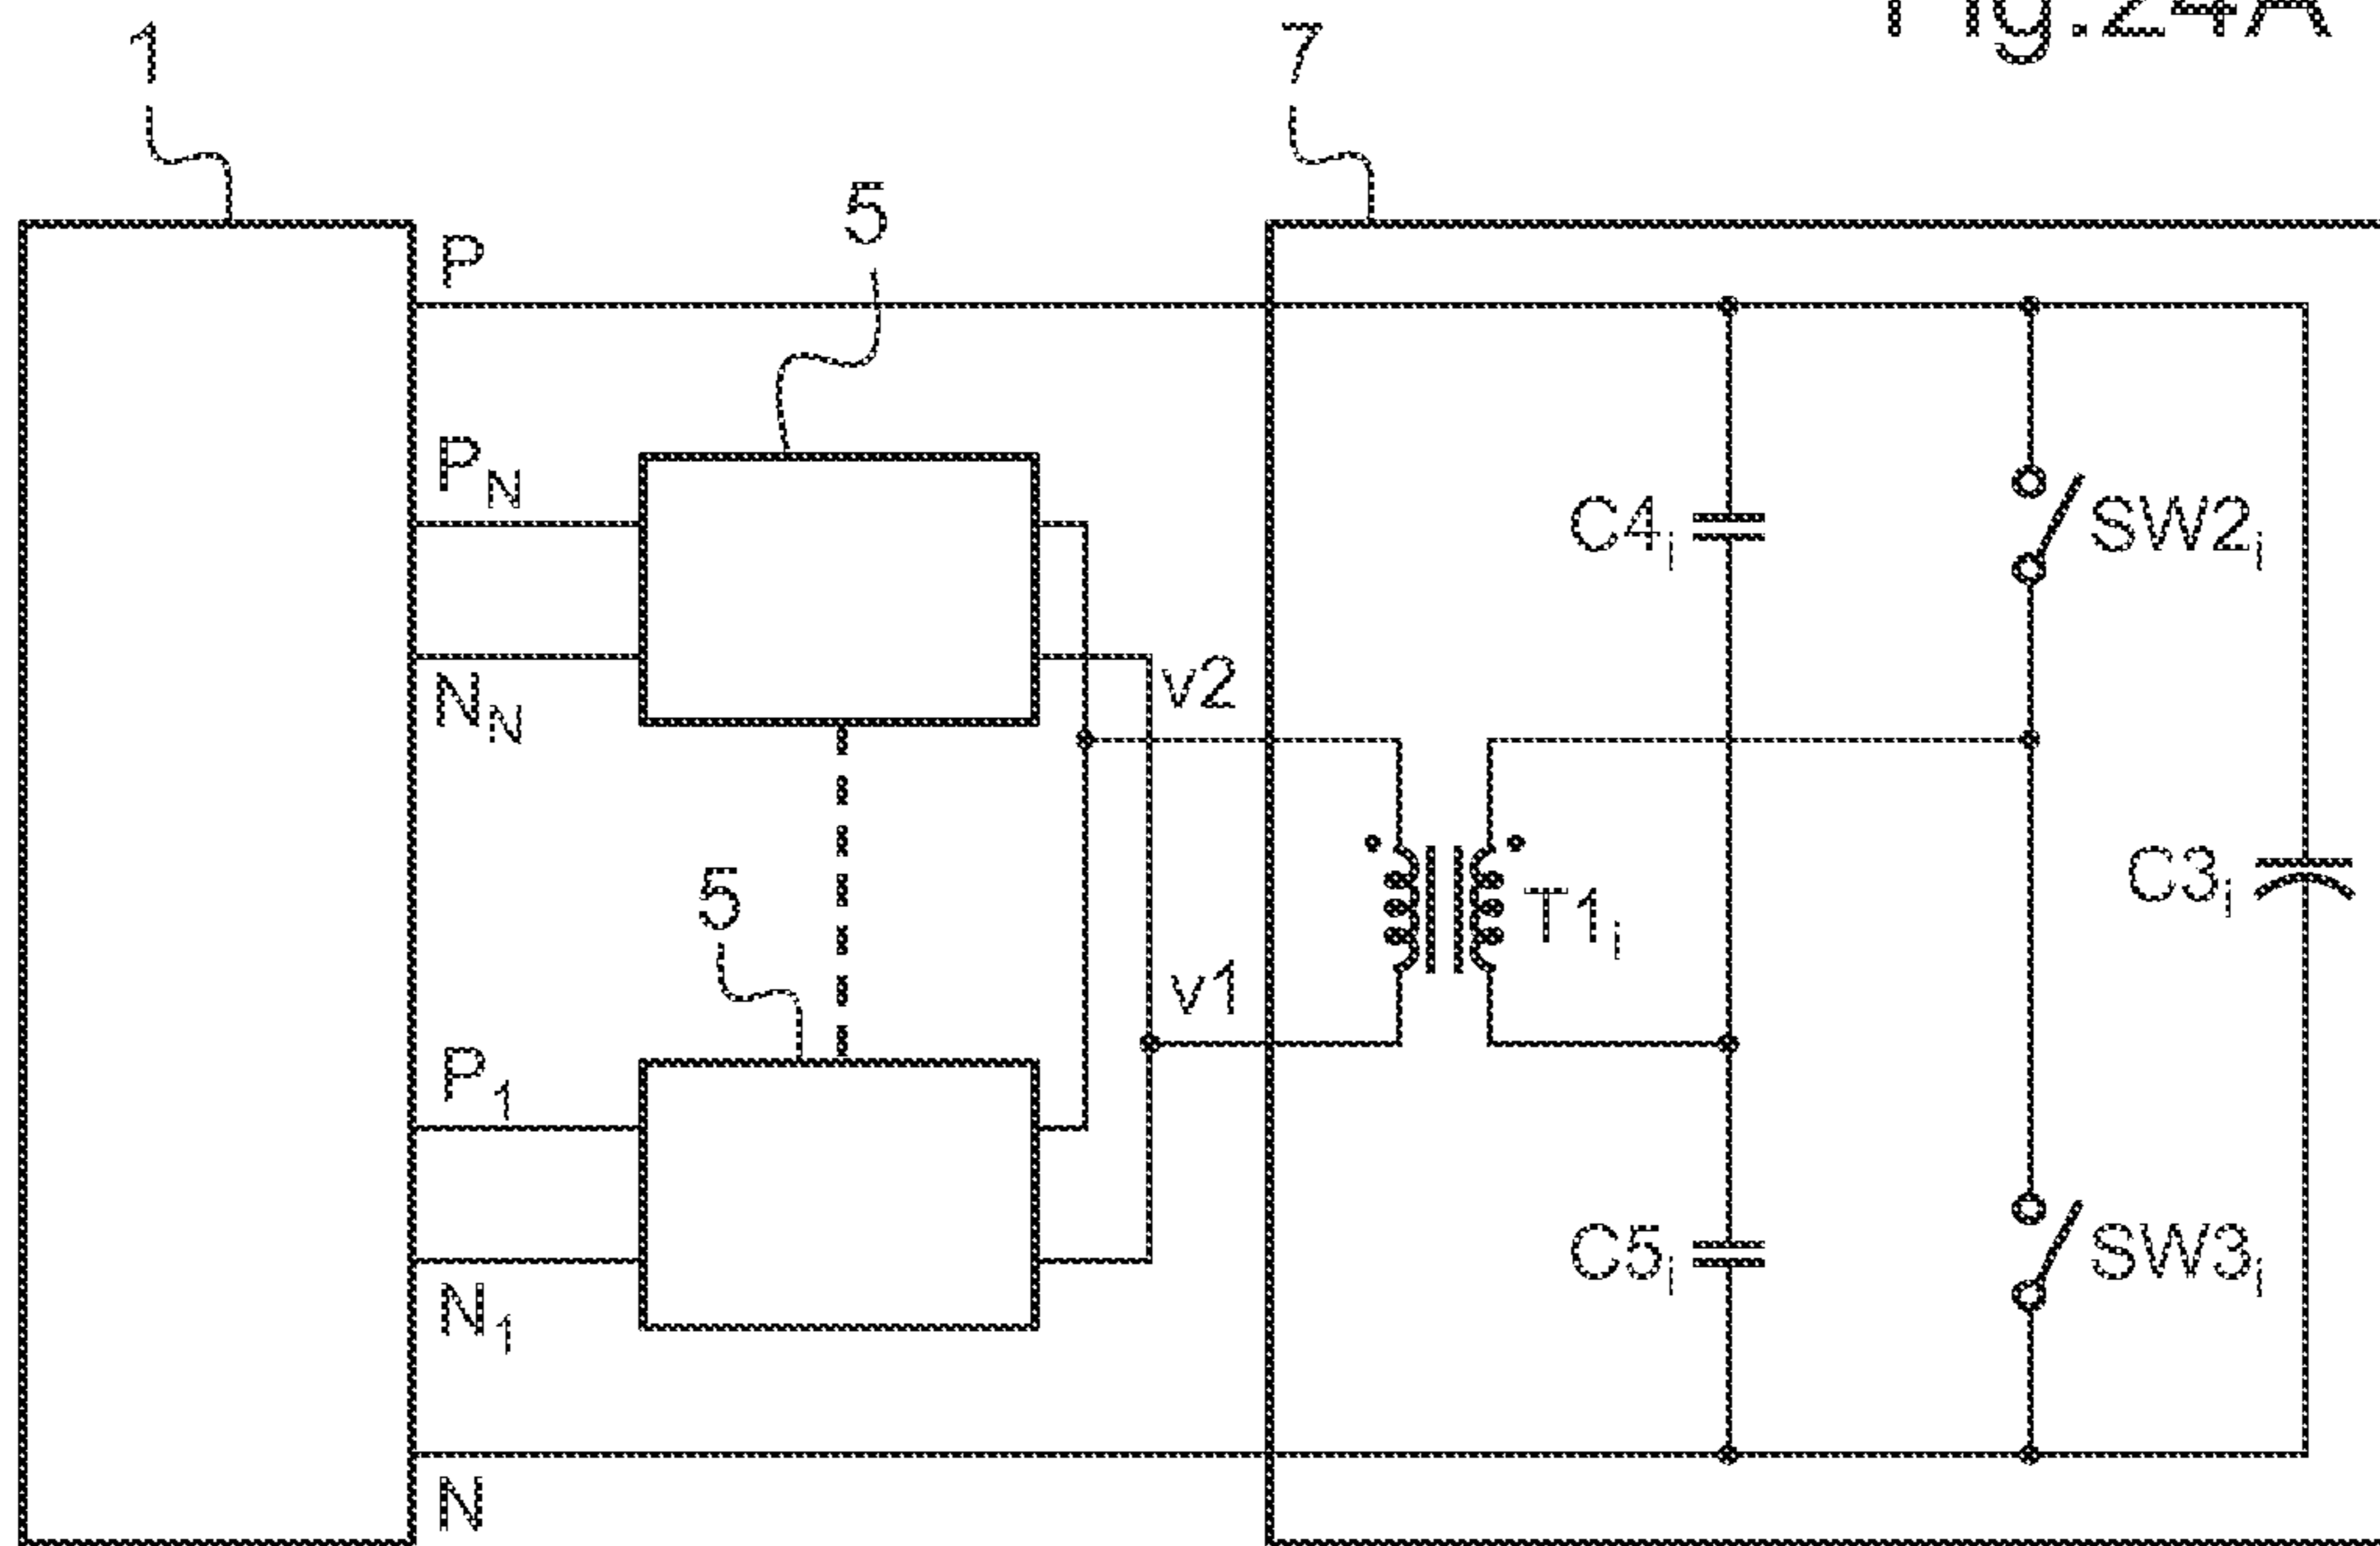 Fig.24A
1
7
5
P
P_N
N_N
C4_i
SW2_i
v2
5
T1_i
C3_i
v1
P_1
N_1
C5_i
SW3_i
N